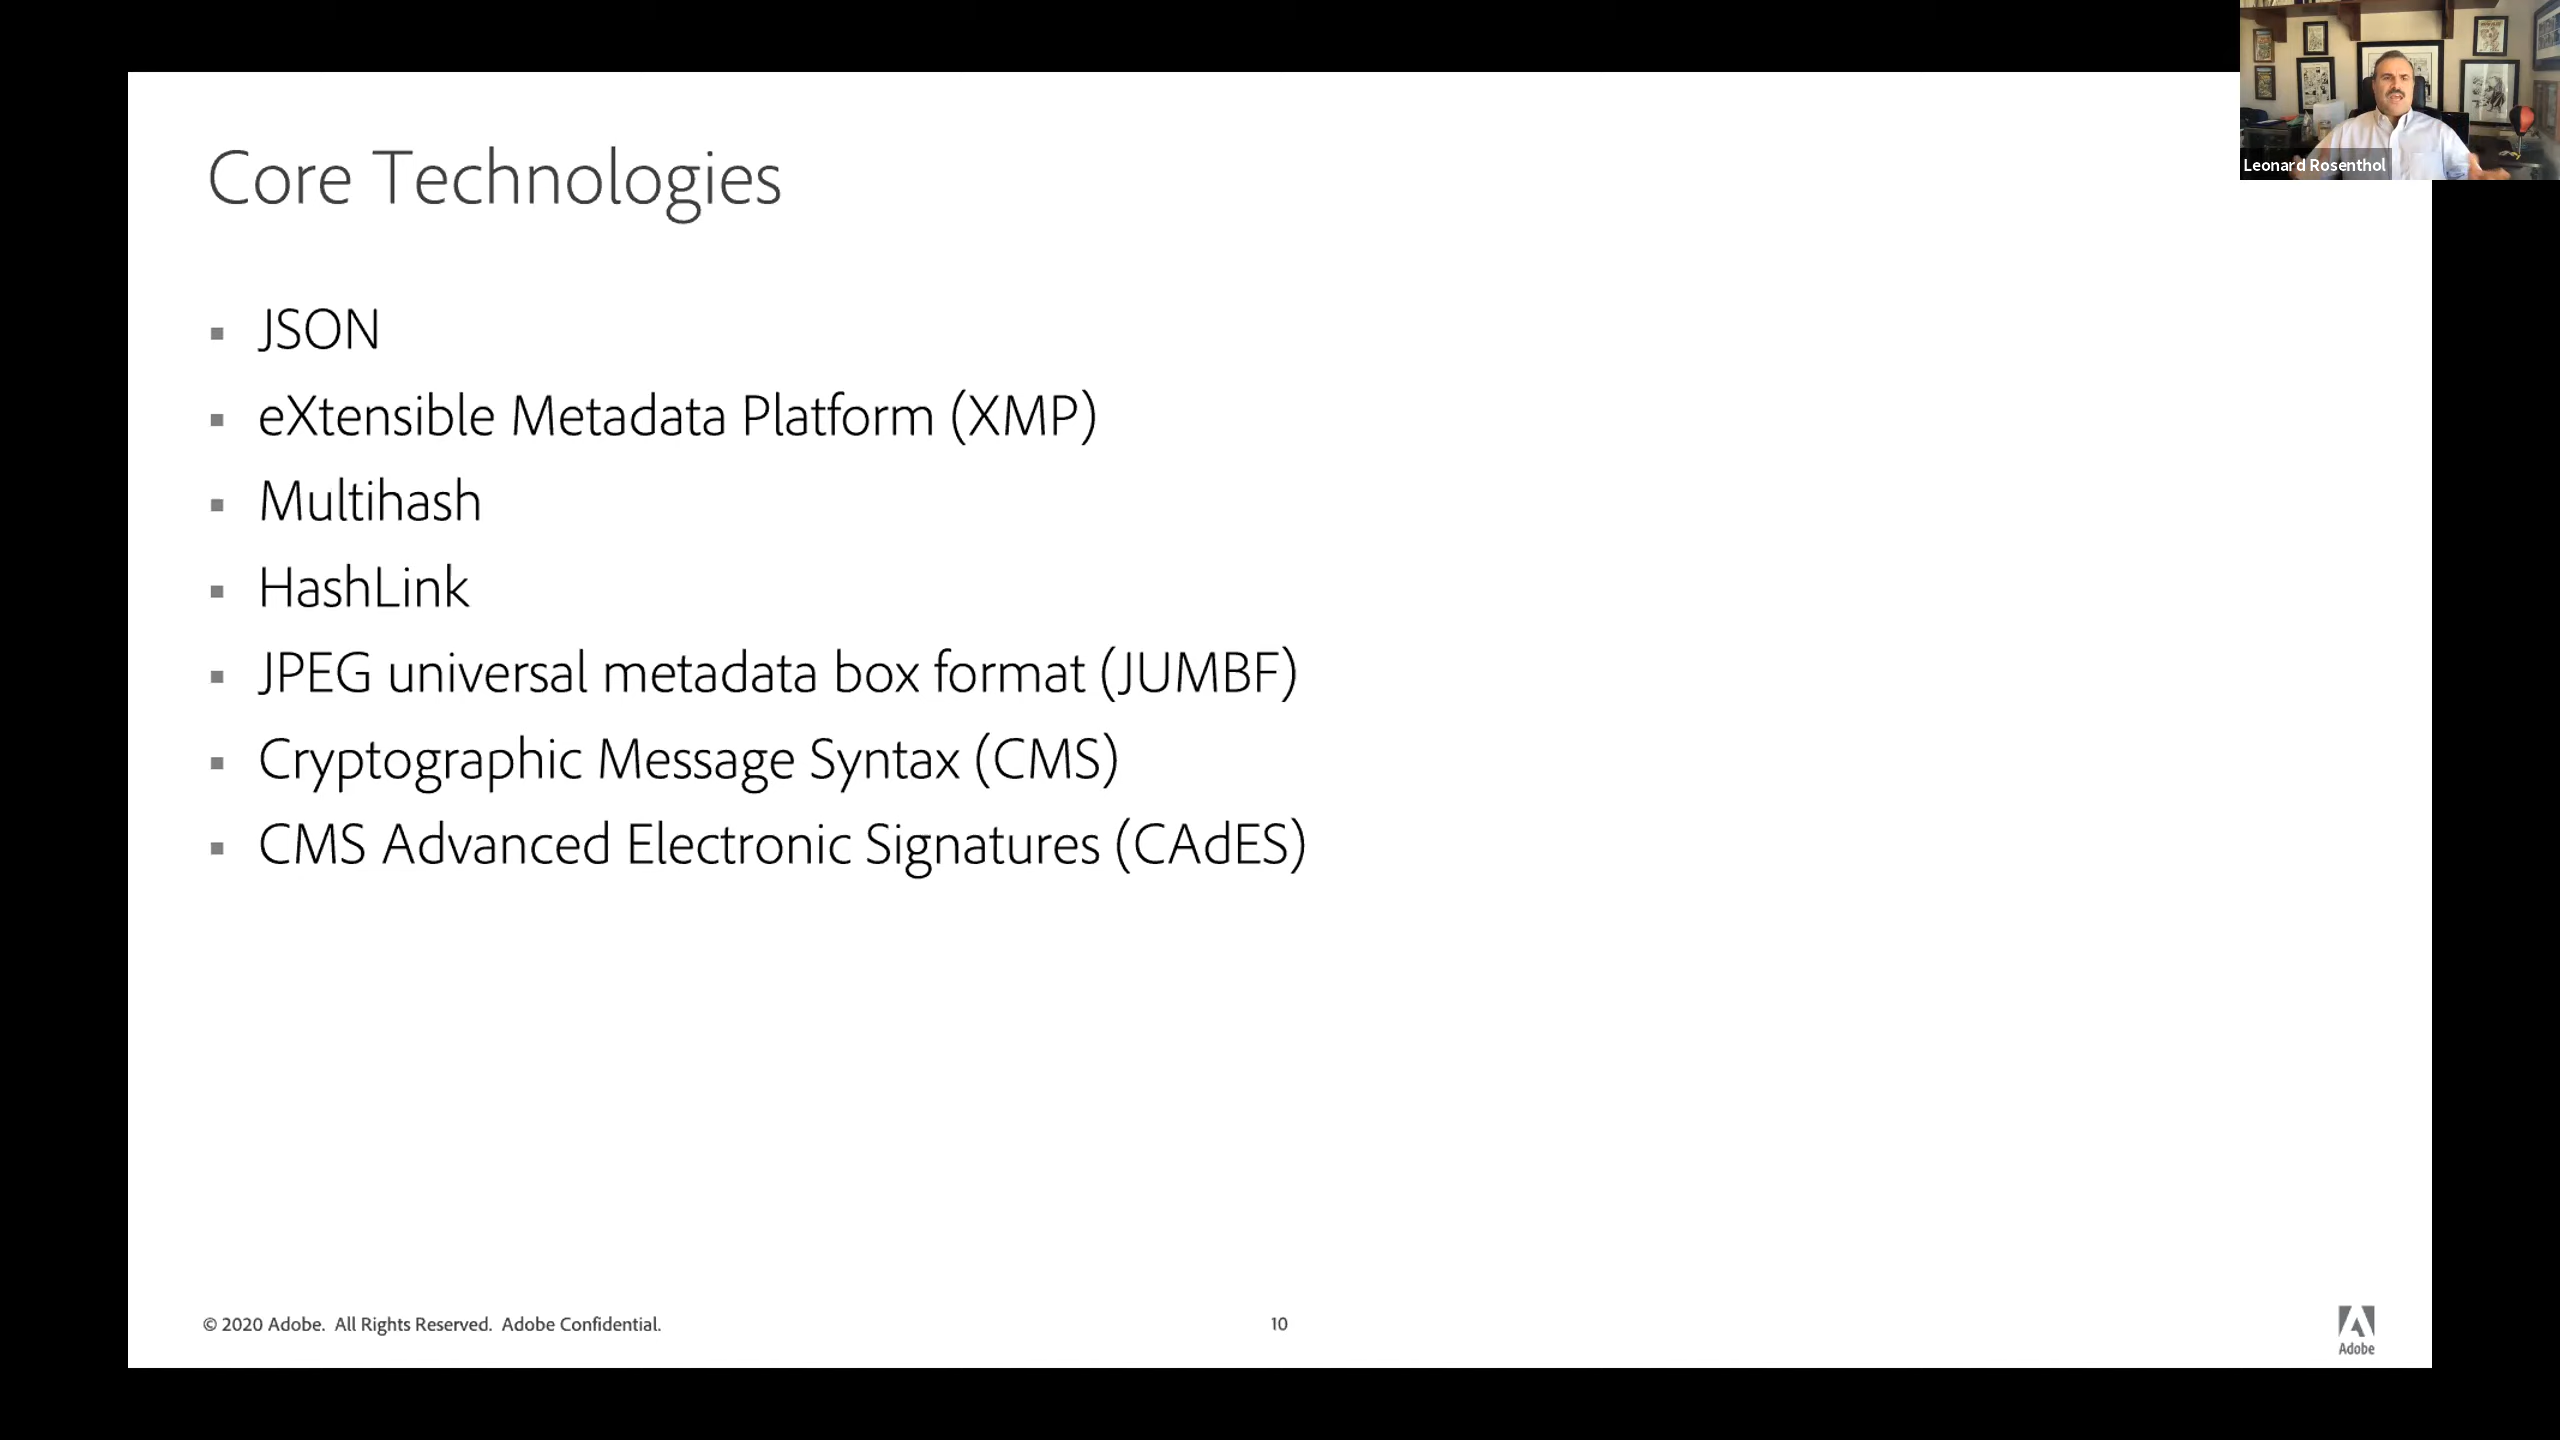 Leonard Rosenthol
Core Technologies
JSON
eXtensible Metadata Platform (XMP)
Multihash
HashLink
JPEG universal metadata box format (JUMBF)
Cryptographic Message Syntax (CMS)
CMS Advanced Electronic Signatures (CAdES)
© 2020 Adobe. All Rights Reserved. Adobe Confidential.
10
Adobe